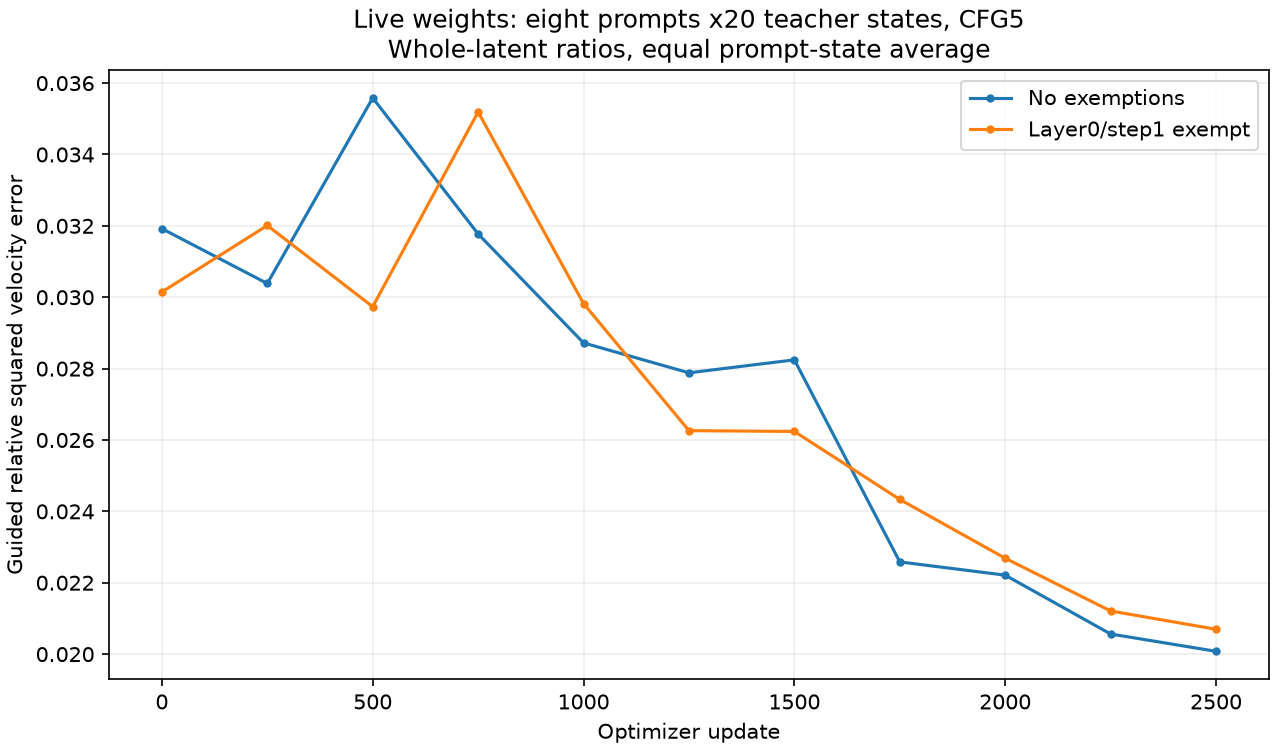 Live weights: eight prompts x20 teacher states, CFG5
Whole-latent ratios, equal prompt-state average
No exemptions
Layer0/step1 exempt
Guided relative squared velocity error
0.036
0.034
0.032
0.030
0.028
0.026
0.024
0.022
0.020
0
500
1000
1500
2000
2500
Optimizer update